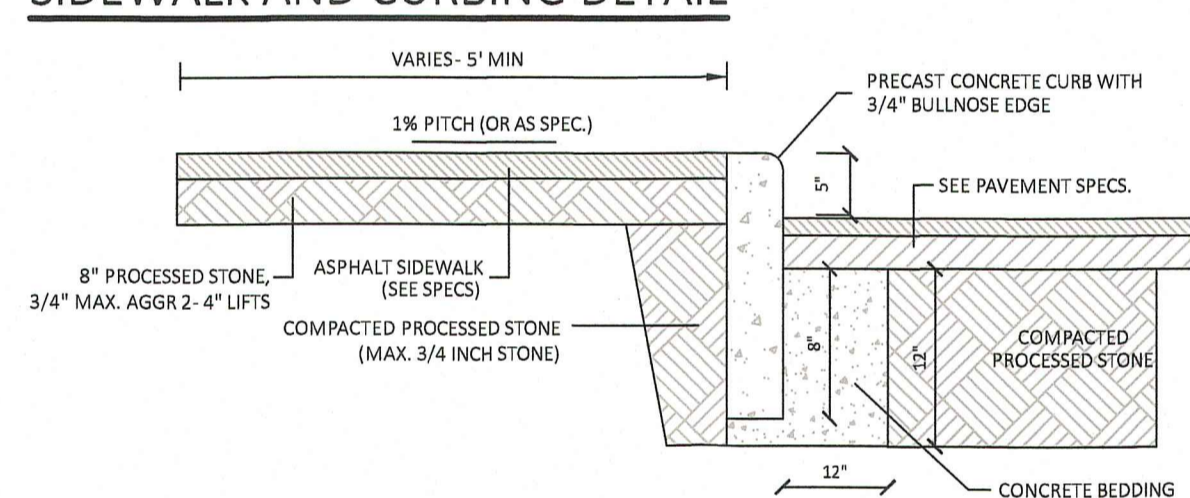 SIDEWALK AND CURBING DETAIL
VARIES- 5' MIN
PRECAST CONCRETE CURB WITH
3/4" BULLNOSE EDGE
1% PITCH (OR AS SPEC.)
5"
SEE PAVEMENT SPECS.
8" PROCESSED STONE,
3/4" MAX. AGGR 2- 4" LIFTS
ASPHALT SIDEWALK
(SEE SPECS)
COMPACTED PROCESSED STONE
(MAX. 3/4 INCH STONE)
8"
12"
COMPACTED
PROCESSED STONE
12"
CONCRETE BEDDING